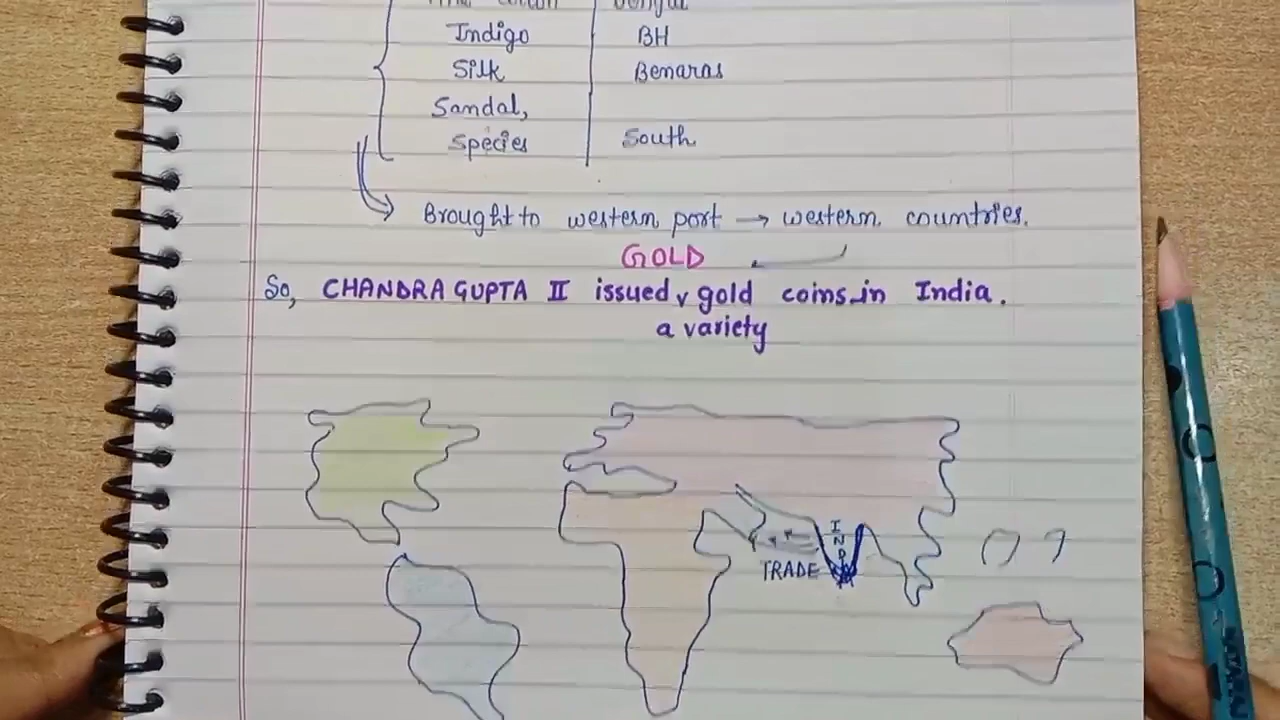 Indigo BH
Silk Benaras
Sandal,
Species South
Brought to western port → western countries.
GOLD
So, CHANDRA GUPTA II issued v gold coins in India.
a variety
INDIA
TRADE